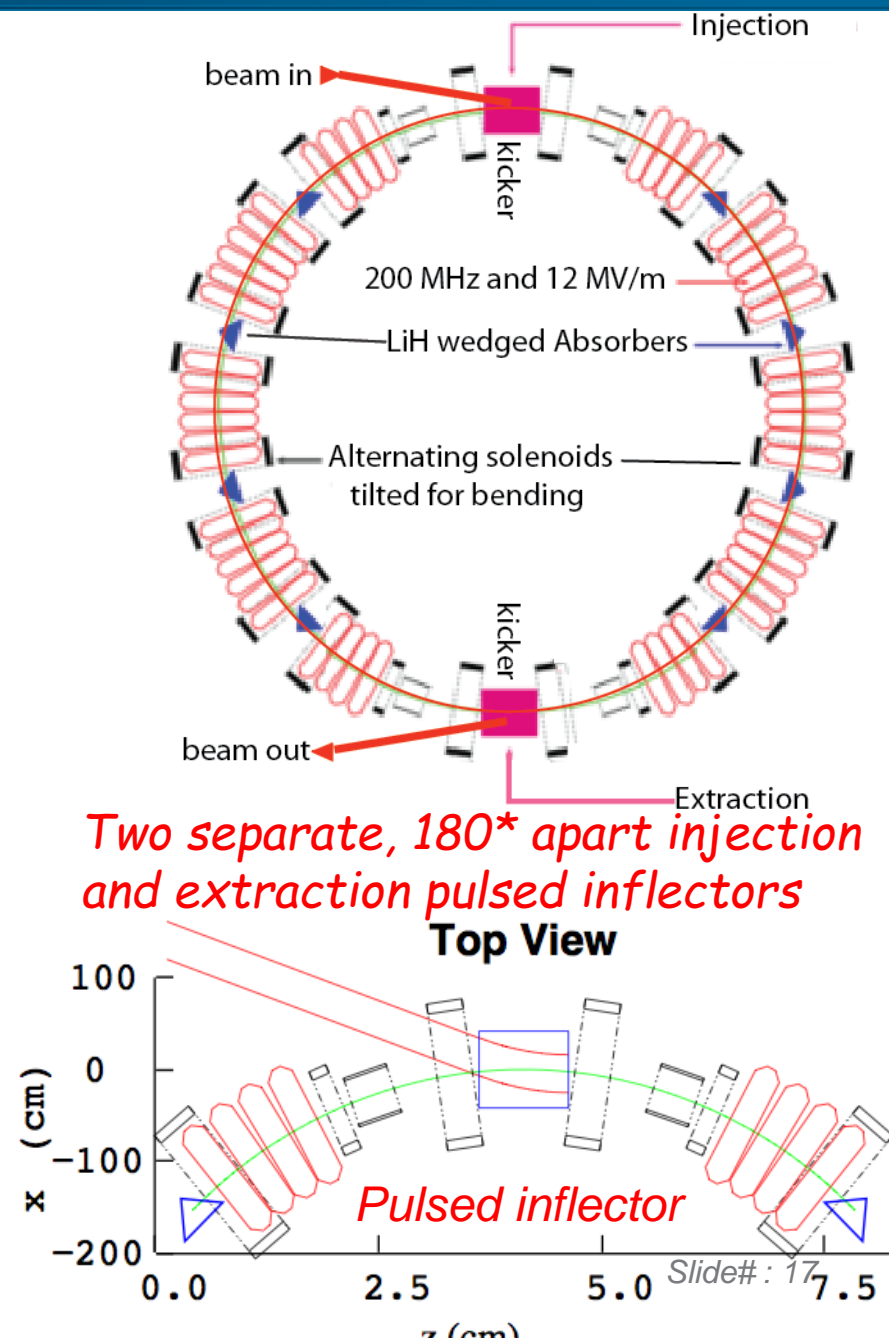 Injection
beam in
kicker
200 MHz and 12 MV/m
LiH wedged Absorbers
Alternating solenoids
tilted for bending
kicker
beam out
Extraction
Two separate, 180* apart injection
and extraction pulsed inflectors
Top View
100
0
−100
−200
x (cm)
Pulsed inflector
Slide# : 17
0.0 2.5 5.0 7.5
z (cm)